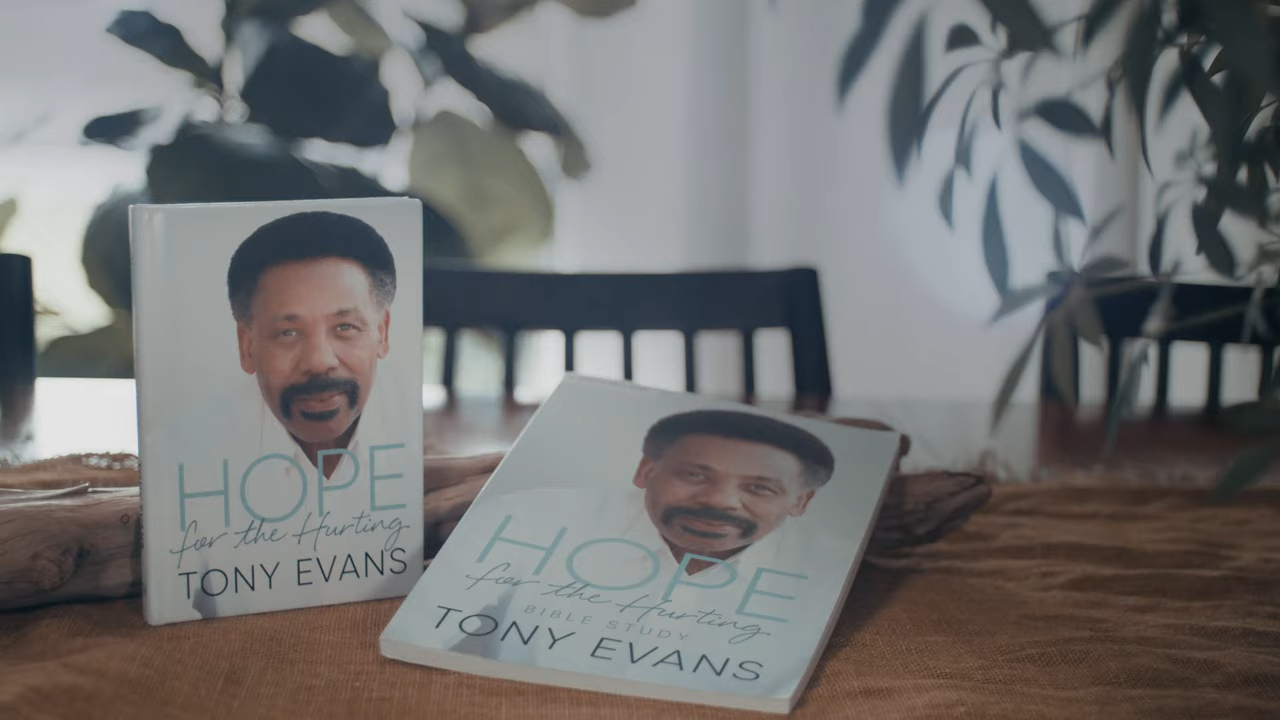 HOPE
for the Hurting
TONY EVANS
HOPE
for the Hurting
BIBLE STUDY
TONY EVANS